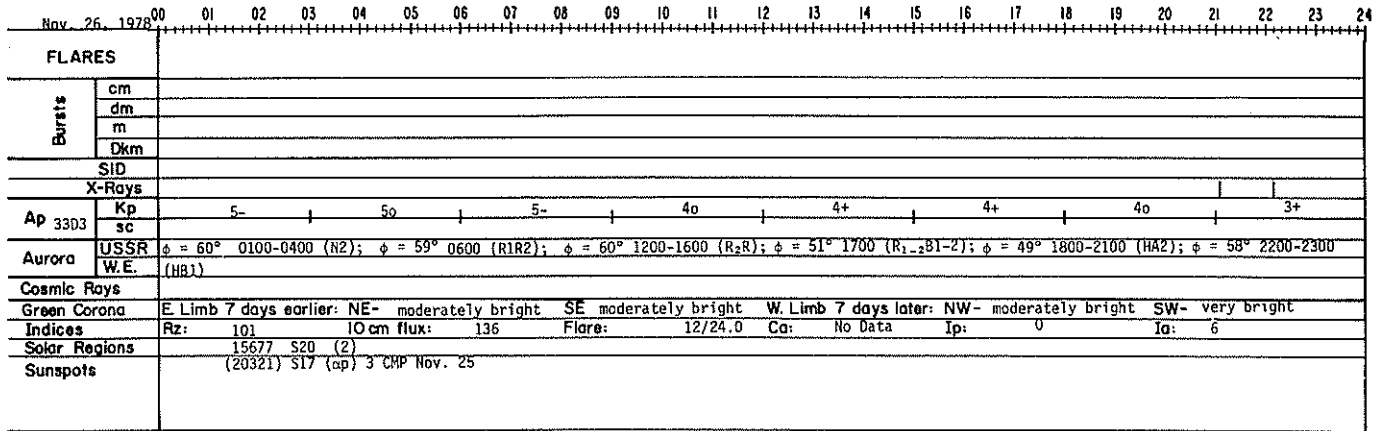 Nov. 26, 1978 00 01 02 03 04 05 06 07 08 09 10 11 12 13 14 15 16 17 18 19 20 21 22 23 24
FLARES
Bursts
cm
dm
m
Dkm
SID
X-Rays
Ap 33D3 Kp 5- 5o 5- 4o 4+ 4+ 4o 3+
sc
Aurora USSR φ = 60° 0100-0400 (N2); φ = 59° 0600 (R1R2); φ = 60° 1200-1600 (R₂R); φ = 51° 1700 (R₁₋₂B1-2); φ = 49° 1800-2100 (HA2); φ = 58° 2200-2300
W.E. (HB1)
Cosmic Rays
Green Corona E. Limb 7 days earlier: NE- moderately bright SE moderately bright W. Limb 7 days later: NW- moderately bright SW- very bright
Indices Rz: 101 10 cm flux: 136 Flare: 12/24.0 Ca: No Data Ip: 0 Ia: 6
Solar Regions 15677 S20 (2)
Sunspots (20321) S17 (αp) 3 CMP Nov. 25